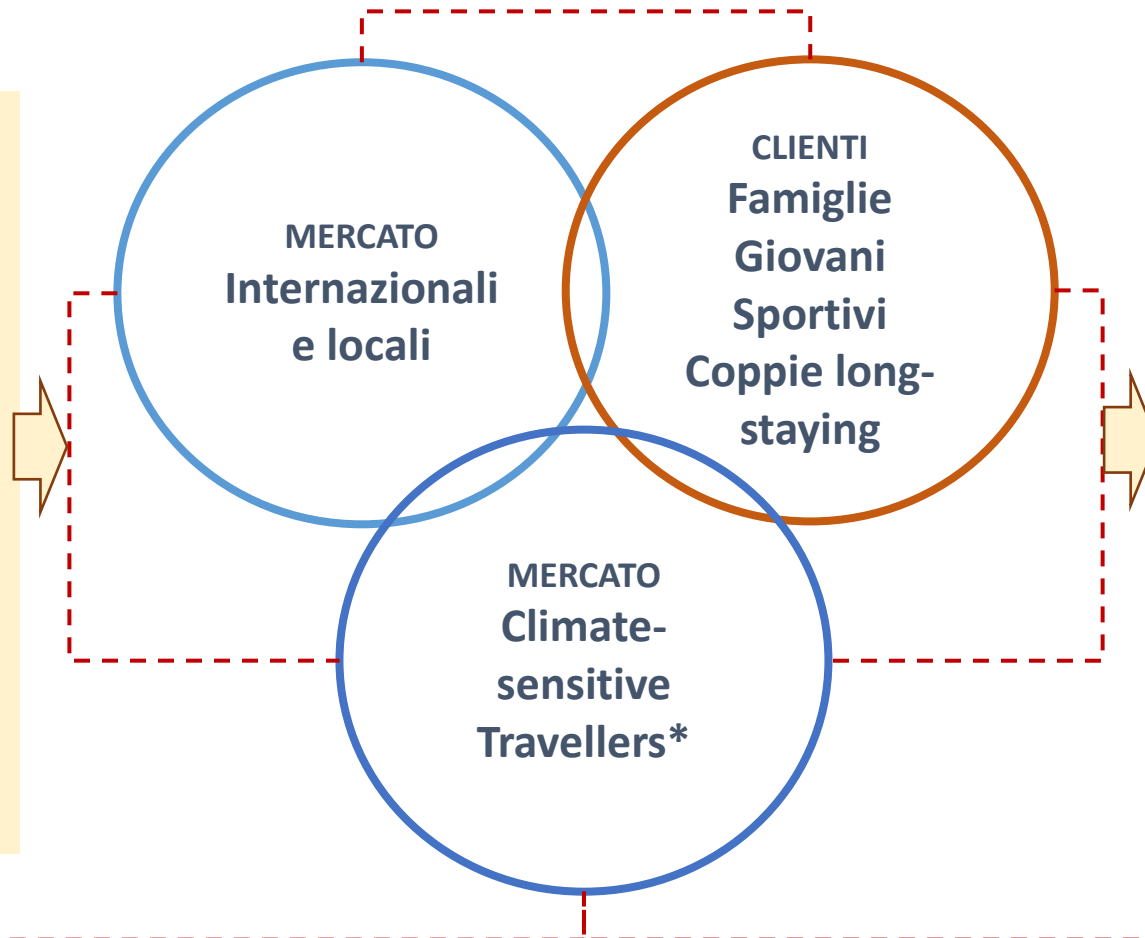 MERCATO
Internazionali
e locali
CLIENTI
Famiglie
Giovani
Sportivi
Coppie long-
staying
MERCATO
Climate-
sensitive
Travellers*